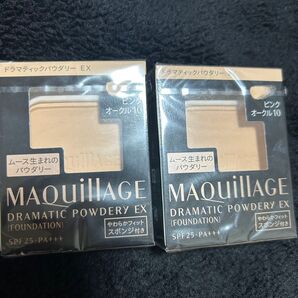 ドラマティックパウダリー EX
ピンク
オークル10
ムース生まれの
パウダリー
MAQuillAGE
DRAMATIC POWDERY EX
(FOUNDATION)
SPF25・PA+++
やわらかフィット
スポンジ付き
ドラマティックパウダリー EX
ピンク
オークル10
ムース生まれの
パウダリー
MAQuillAGE
DRAMATIC POWDERY EX
(FOUNDATION)
SPF25・PA+++
やわらかフィット
スポンジ付き